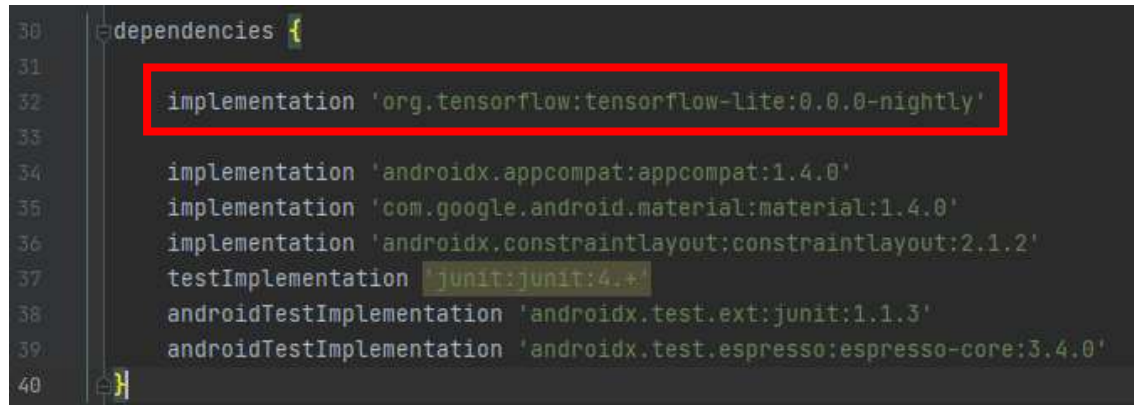 30 dependencies {
31
32 implementation 'org.tensorflow:tensorflow-lite:0.0.0-nightly'
33
34 implementation 'androidx.appcompat:appcompat:1.4.0'
35 implementation 'com.google.android.material:material:1.4.0'
36 implementation 'androidx.constraintlayout:constraintlayout:2.1.2'
37 testImplementation 'junit:junit:4.+'
38 androidTestImplementation 'androidx.test.ext:junit:1.1.3'
39 androidTestImplementation 'androidx.test.espresso:espresso-core:3.4.0'
40 }